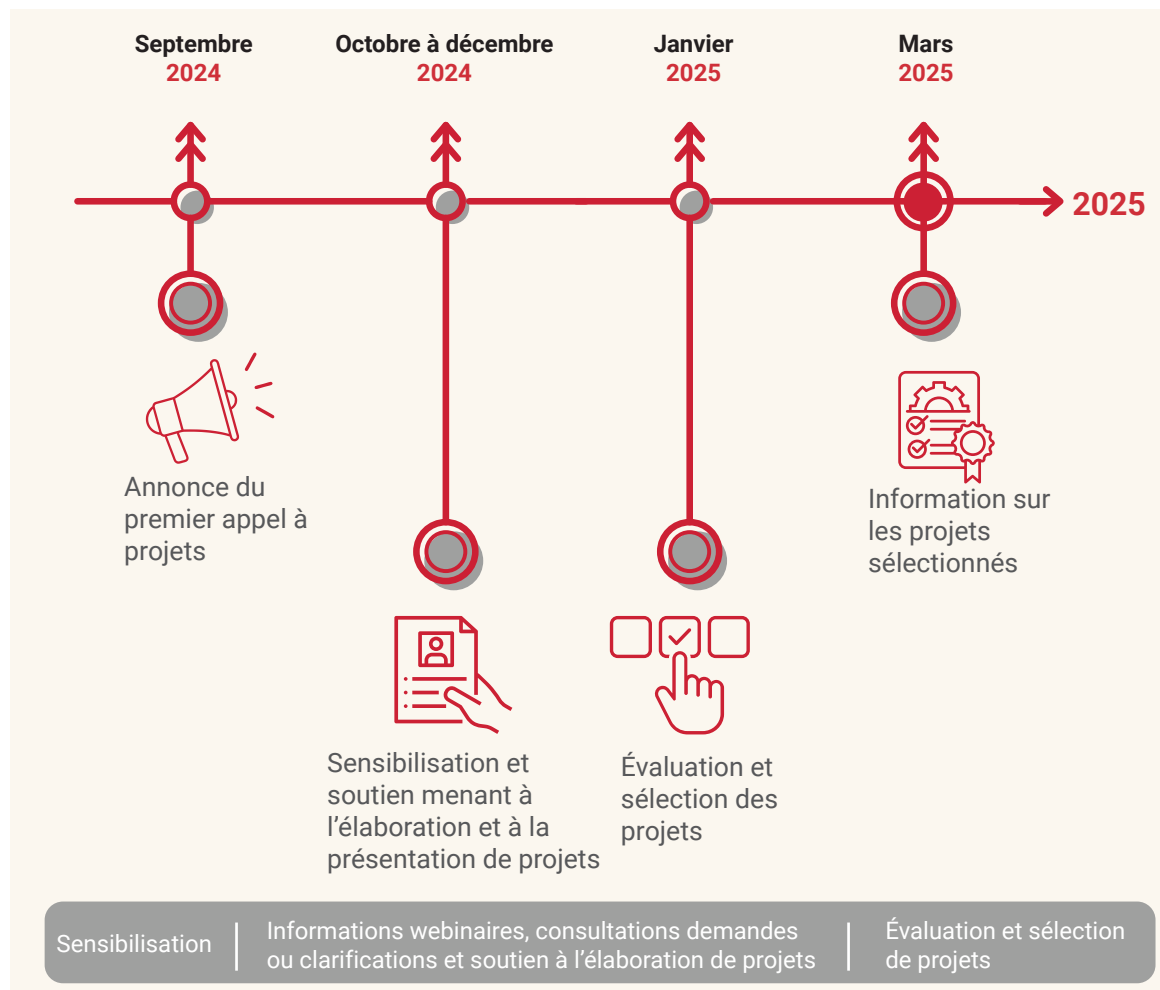 Septembre
2024
Octobre à décembre
2024
Janvier
2025
Mars
2025
2025
Annonce du
premier appel à
projets
Sensibilisation et
soutien menant à
l’élaboration et à la
présentation de projets
Évaluation et
sélection des
projets
Information sur
les projets
sélectionnés
Sensibilisation
Informations webinaires, consultations demandes
ou clarifications et soutien à l’élaboration de projets
Évaluation et sélection
de projets